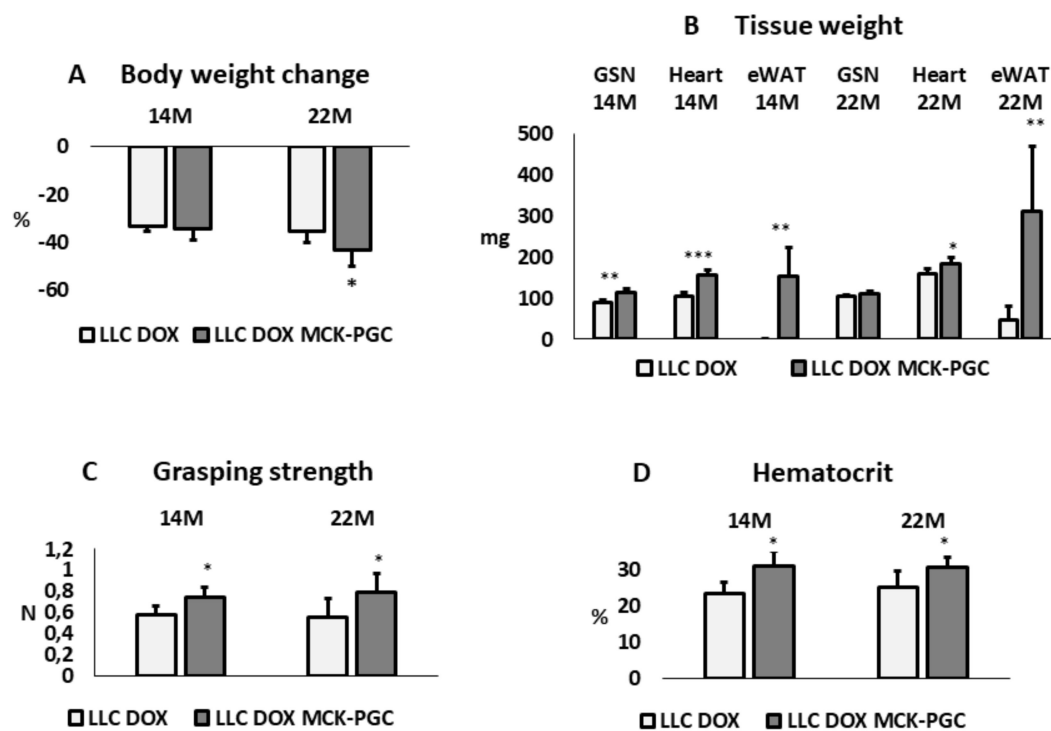 A Body weight change
14M 22M
0
-20
%
-40
-60
*
LLC DOX LLC DOX MCK-PGC
B Tissue weight
GSN Heart eWAT GSN Heart eWAT
14M 14M 14M 22M 22M 22M
500
400
300
mg
200
100
0
** *** ** * **
LLC DOX LLC DOX MCK-PGC
C Grasping strength
14M 22M
1,2
1
0,8
N 0,6
0,4
0,2
0
* *
LLC DOX LLC DOX MCK-PGC
D Hematocrit
14M 22M
* *
30
20
%
10
0
LLC DOX LLC DOX MCK-PGC